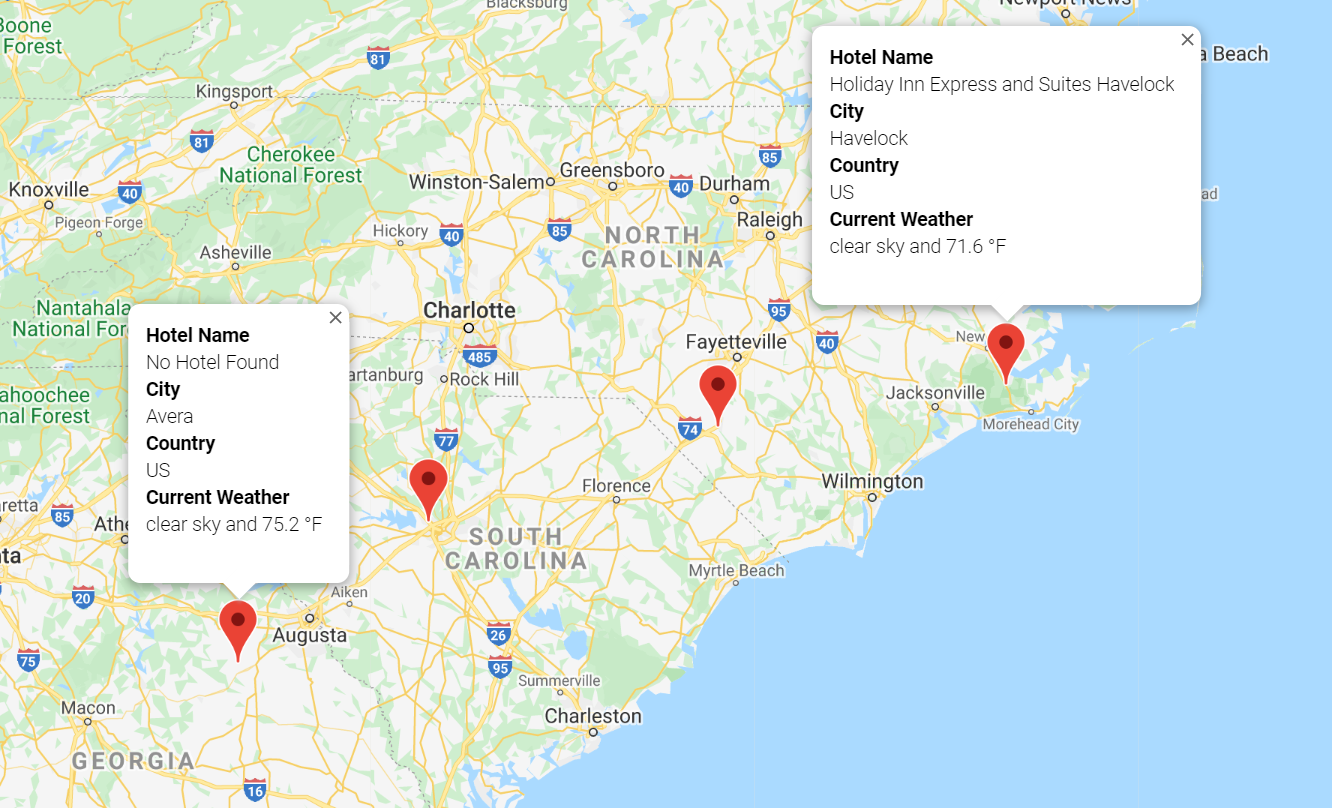 Blacksburg
Newport News
Boone
Forest
81
a Beach
Kingsport
81
Cherokee
National Forest
Greensboro
85
Winston-Salem
40
Durham
Knoxville
40
Pigeon Forge
Raleigh
Hickory
40
85
NORTH
CAROLINA
Asheville
Hotel Name
Holiday Inn Express and Suites Havelock
City
Havelock
Country
US
Current Weather
clear sky and 71.6 °F
ad
Nantahala
National For
Charlotte
95
485
Fayetteville
40
New
artanburg
Rock Hill
Jacksonville
Morehead City
ahoochee
nal Forest
Hotel Name
No Hotel Found
City
Avera
Country
US
Current Weather
clear sky and 75.2 °F
74
77
Florence
Wilmington
retta
85
Athe
SOUTH
CAROLINA
ta
Myrtle Beach
20
Aiken
Augusta
26
75
95
Summerville
Macon
Charleston
GEORGIA
16